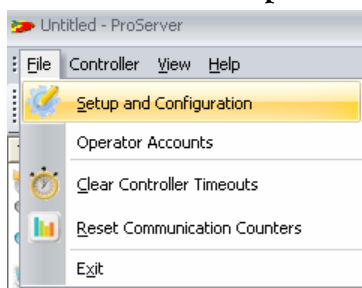 Untitled - ProServer
File Controller View Help
Setup and Configuration
Operator Accounts
Clear Controller Timeouts
Reset Communication Counters
Exit